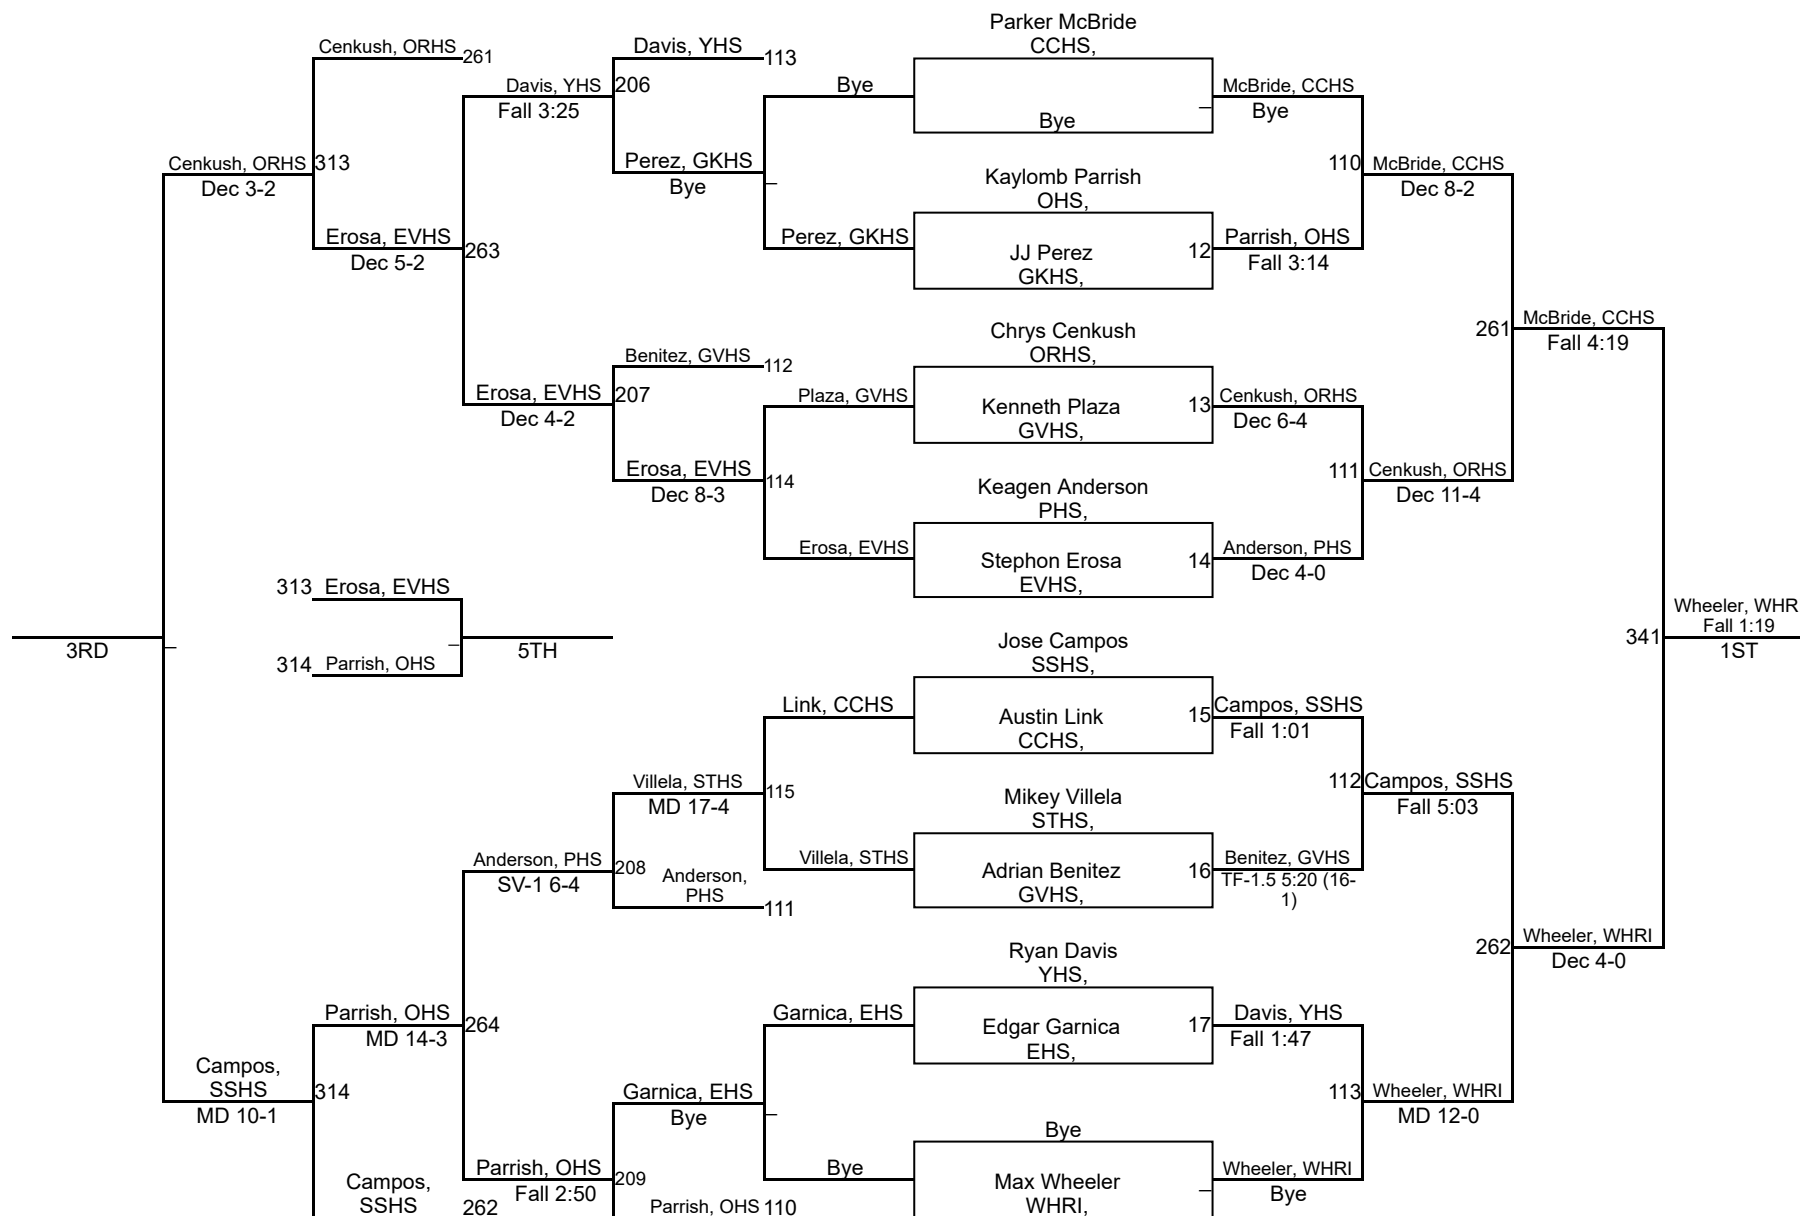 Parker McBride
CCHS,
Cenkush, ORHS
261
Davis, YHS
113
Davis, YHS
206
Fall 3:25
Bye
McBride, CCHS
Bye
Bye
Cenkush, ORHS
313
Dec 3-2
Perez, GKHS
Bye
Kaylomb Parrish
OHS,
110
McBride, CCHS
Dec 8-2
Erosa, EVHS
Dec 5-2
263
Perez, GKHS
JJ Perez
GKHS,
12
Parrish, OHS
Fall 3:14
Chrys Cenkush
ORHS,
261
McBride, CCHS
Fall 4:19
Benitez, GVHS
112
Erosa, EVHS
207
Dec 4-2
Plaza, GVHS
Kenneth Plaza
GVHS,
13
Cenkush, ORHS
Dec 6-4
Erosa, EVHS
114
Dec 8-3
Keagen Anderson
PHS,
111
Cenkush, ORHS
Dec 11-4
Erosa, EVHS
Stephon Erosa
EVHS,
14
Anderson, PHS
Dec 4-0
313
Erosa, EVHS
3RD
5TH
314
Parrish, OHS
Wheeler, WHR
Fall 1:19
341
1ST
Jose Campos
SSHS,
Link, CCHS
Austin Link
CCHS,
15
Campos, SSHS
Fall 1:01
Villela, STHS
115
MD 17-4
Mikey Villela
STHS,
112
Campos, SSHS
Fall 5:03
Anderson, PHS
208
SV-1 6-4
Anderson,
PHS
111
Villela, STHS
Adrian Benitez
GVHS,
16
Benitez, GVHS
TF-1.5 5:20 (16-
1)
Ryan Davis
YHS,
262
Wheeler, WHRI
Dec 4-0
Parrish, OHS
264
MD 14-3
Garnica, EHS
Edgar Garnica
EHS,
17
Davis, YHS
Fall 1:47
Campos,
SSHS
314
MD 10-1
Garnica, EHS
Bye
113
Wheeler, WHRI
MD 12-0
Bye
Campos,
SSHS
262
Parrish, OHS
209
Fall 2:50
Parrish, OHS
110
Bye
Max Wheeler
WHRI,
Wheeler, WHRI
Bye